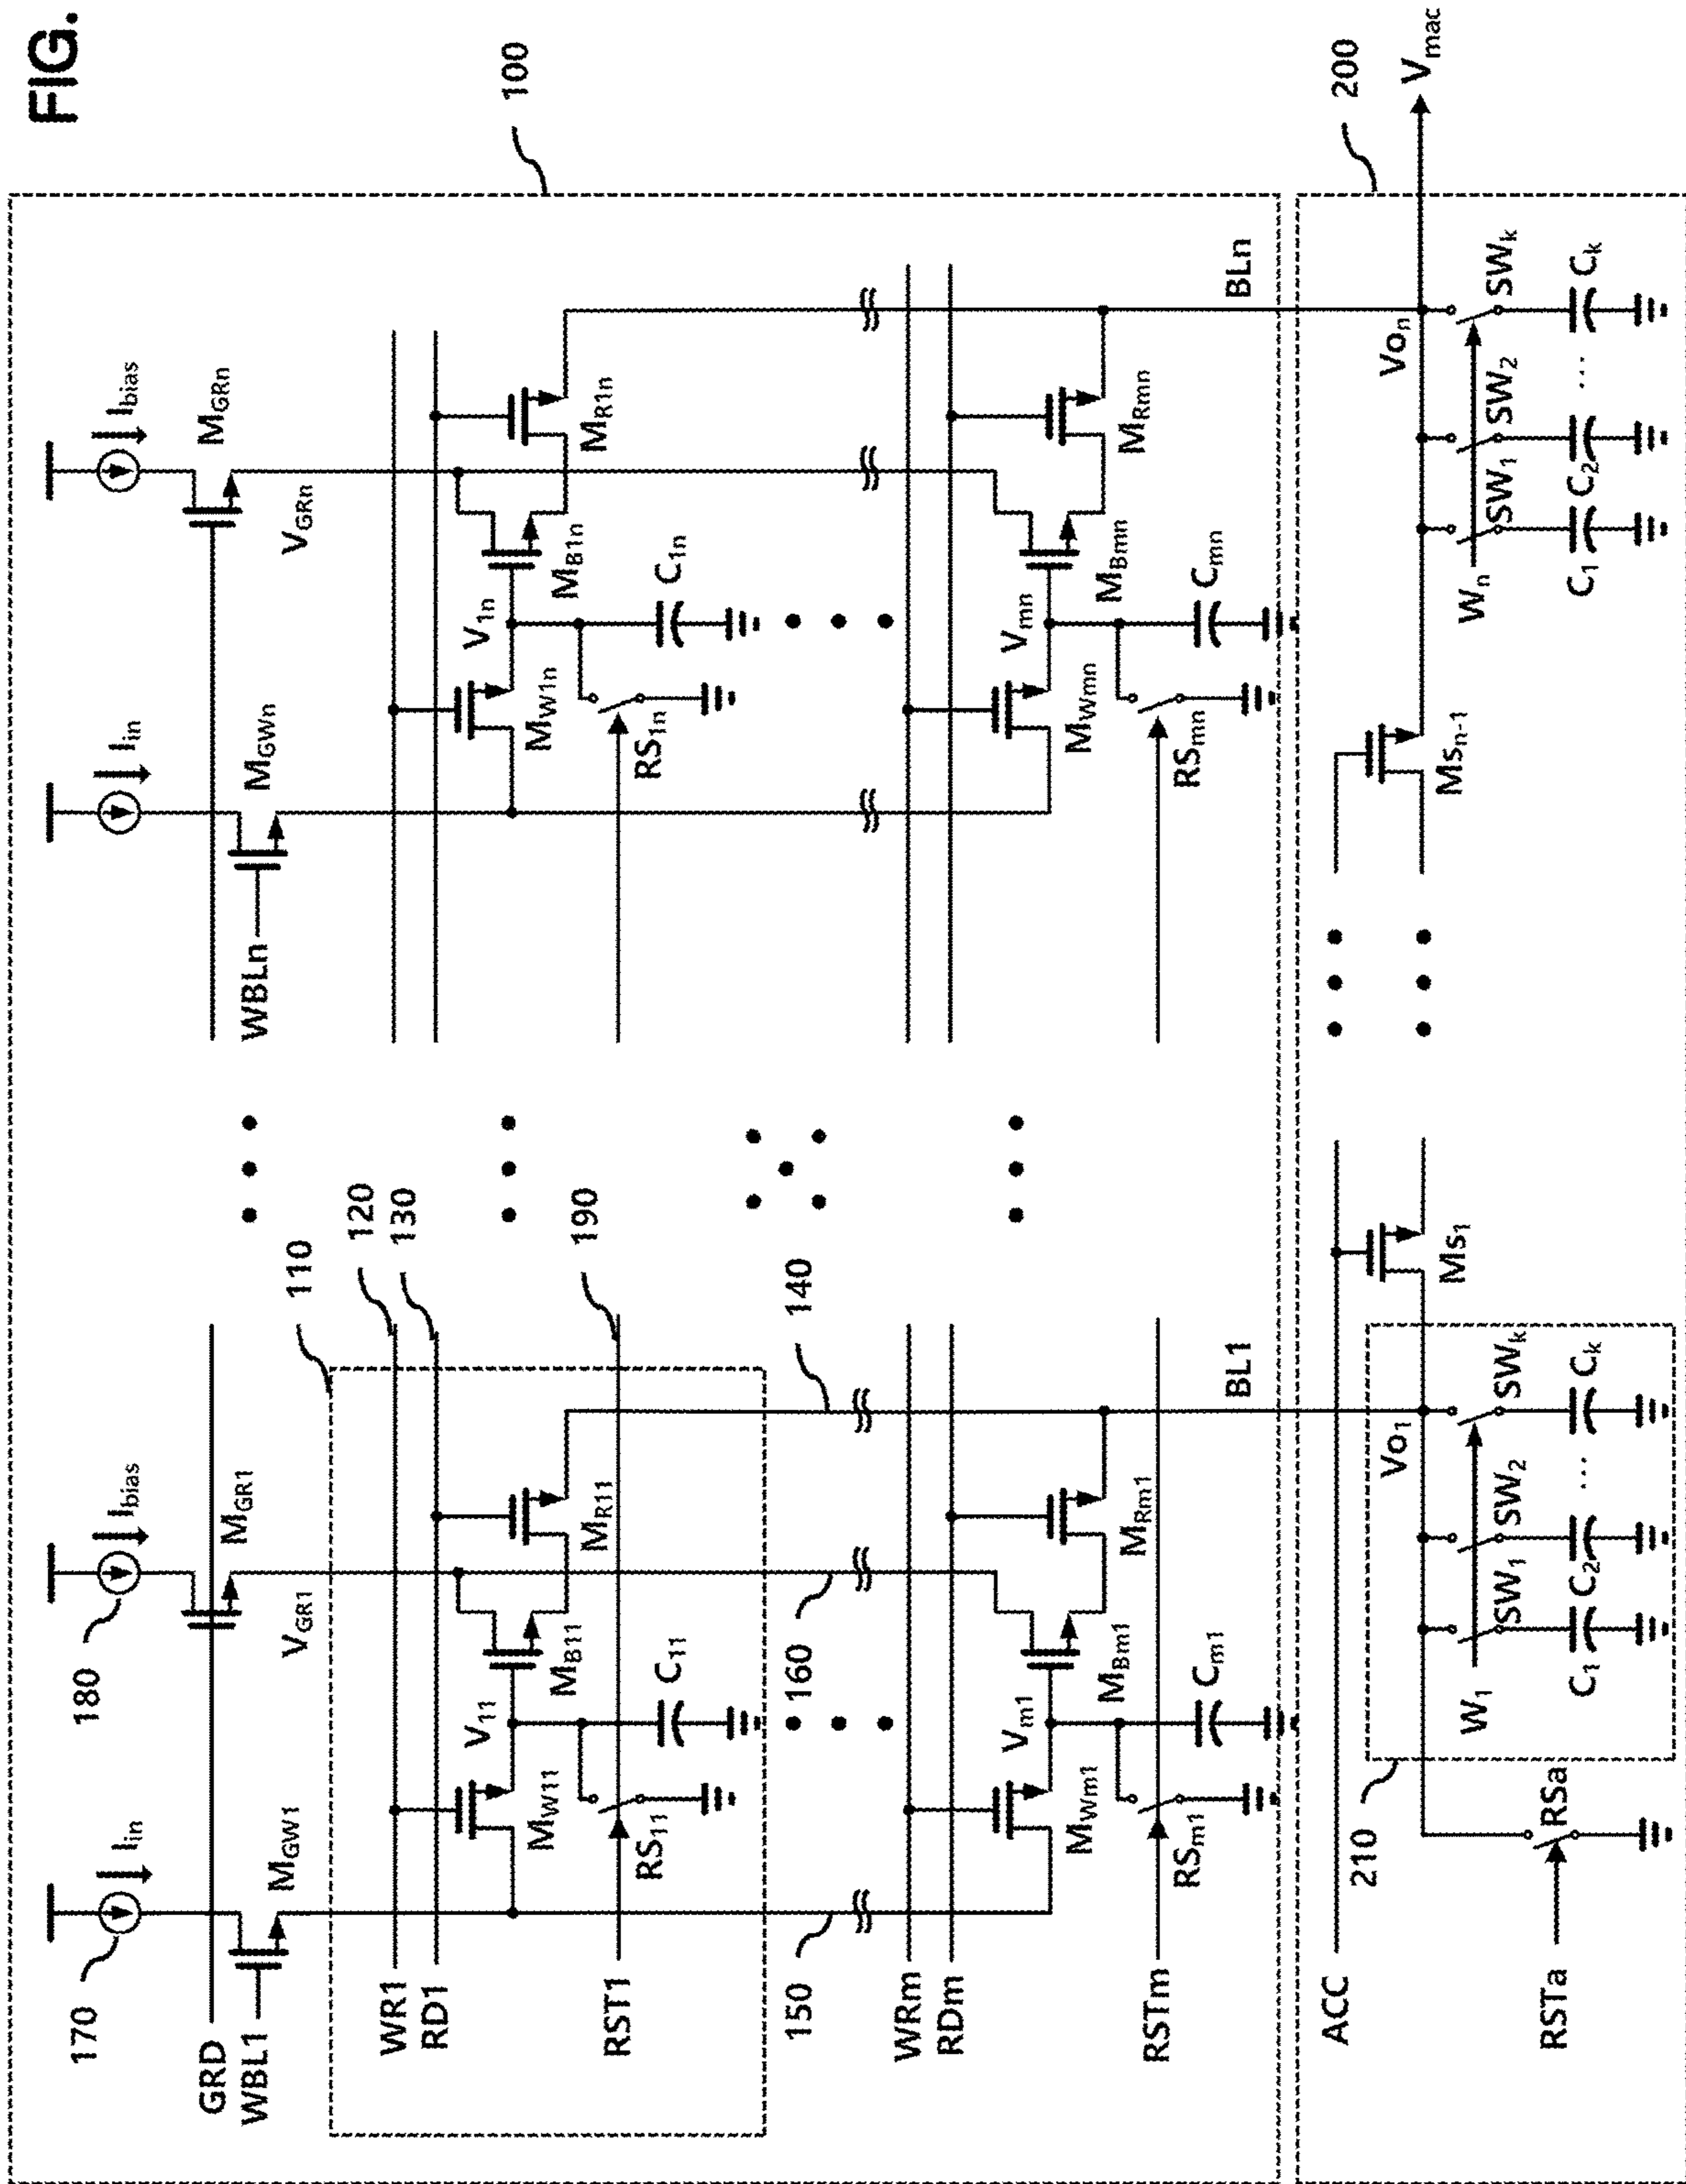 FIG.
100
170
180
I_in
I_bias
I_in
I_bias
GRD
WBL1
M_GW1
M_GR1
V_GR1
WBLn
M_GWn
M_GRn
V_GRn
110
120
130
190
WR1
RD1
V_11
M_W11
M_B11
M_R11
RS_11
C_11
RST1
V_1n
M_W1n
M_B1n
M_R1n
RS_1n
C_1n
150
160
140
WRm
RDm
V_m1
M_Wm1
M_Bm1
M_Rm1
RS_m1
C_m1
RSTm
V_mn
M_Wmn
M_Bmn
M_Rmn
RS_mn
C_mn
BL1
BLn
200
ACC
210
Ms_1
Ms_n-1
V_mac
Vo_1
Vo_n
RSTa
RSa
W_1
SW_1
SW_2
SW_k
C_1
C_2
...
C_k
W_n
SW_1
SW_2
SW_k
C_1
C_2
...
C_k